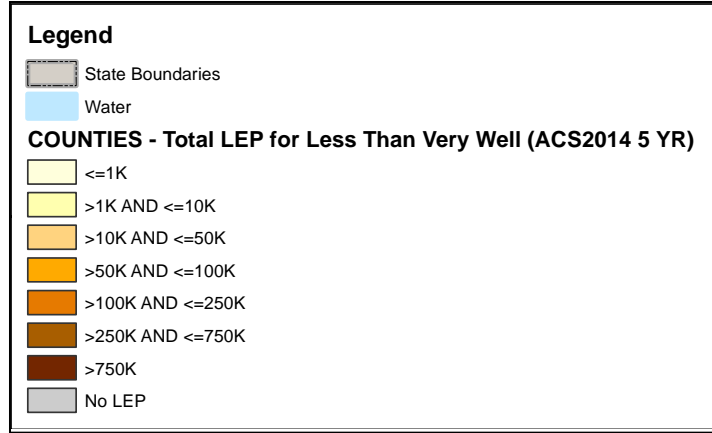 Legend
State Boundaries
Water
COUNTIES - Total LEP for Less Than Very Well (ACS2014 5 YR)
<=1K
>1K AND <=10K
>10K AND <=50K
>50K AND <=100K
>100K AND <=250K
>250K AND <=750K
>750K
No LEP